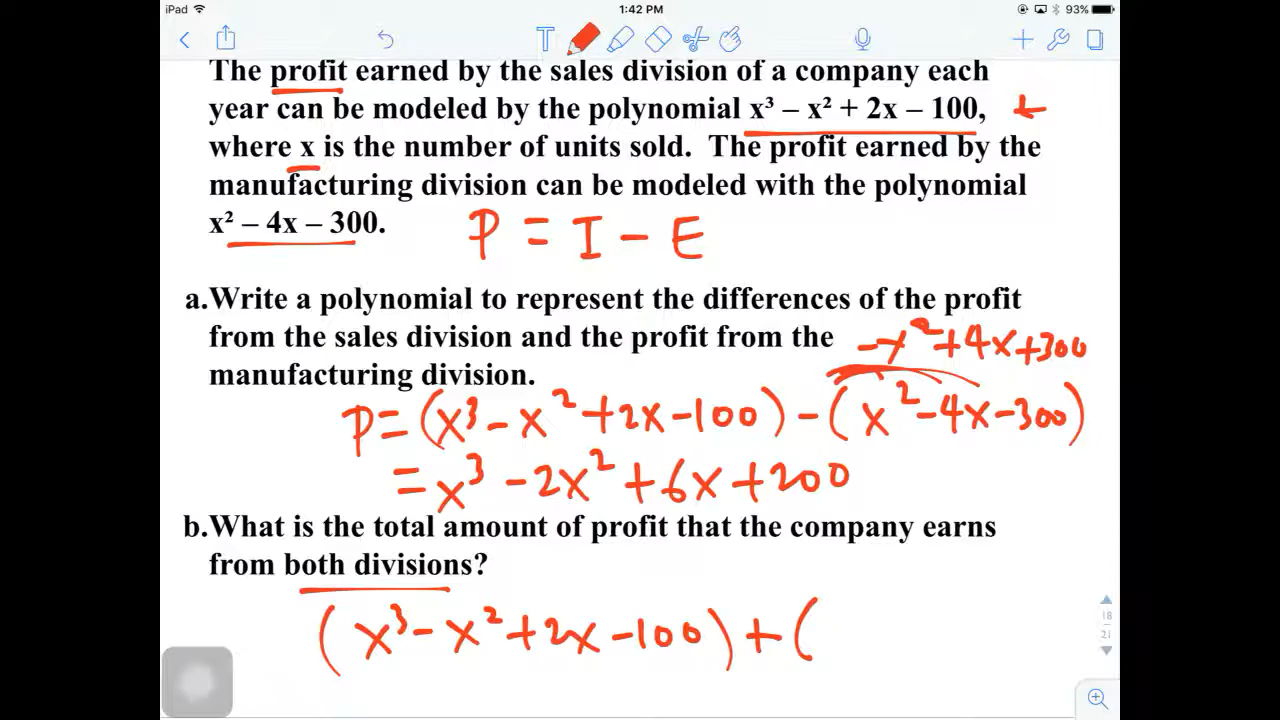 iPad 1:42 PM 93%
The profit earned by the sales division of a company each
year can be modeled by the polynomial x³ – x² + 2x – 100, +
where x is the number of units sold. The profit earned by the
manufacturing division can be modeled with the polynomial
x² – 4x – 300.
P = I – E
a.Write a polynomial to represent the differences of the profit
from the sales division and the profit from the
-x² + 4x + 300
manufacturing division.
P = (x³ - x² + 2x - 100) - (x² - 4x - 300)
= x³ - 2x² + 6x + 200
b.What is the total amount of profit that the company earns
from both divisions?
(x³ - x² + 2x - 100) + (
18
21